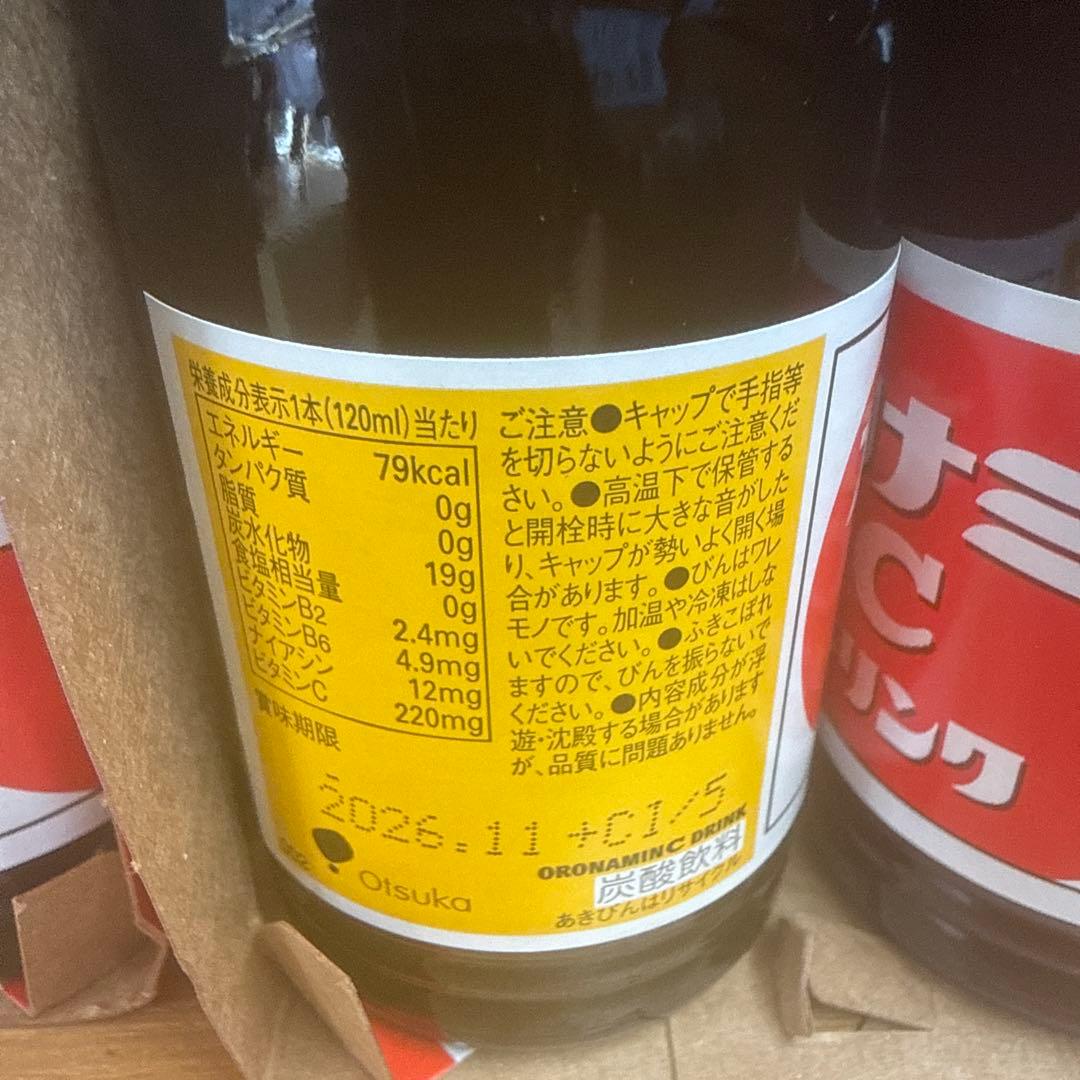 栄養成分表示1本(120ml)当たり
エネルギー 79kcal
タンパク質 0g
脂質 0g
炭水化物 19g
食塩相当量 0g
ビタミンB2 2.4mg
ビタミンB6 4.9mg
ナイアシン 12mg
ビタミンC 220mg
賞味期限
2026.11 +C1/5
Otsuka
ご注意●キャップで手指等
を切らないようにご注意くだ
さい。●高温下で保管する
と開栓時に大きな音がした
り、キャップが勢いよく開く場
合があります。●びんはワレ
モノです。加温や冷凍はしな
いでください。●ふきこぼれ
ますので、びんを振らないで
ください。●内容成分が浮
遊・沈殿する場合があります
が、品質に問題ありません。
ORONAMINC DRINK
炭酸飲料
あきびんはリサイクル
ナミ
C
リンク